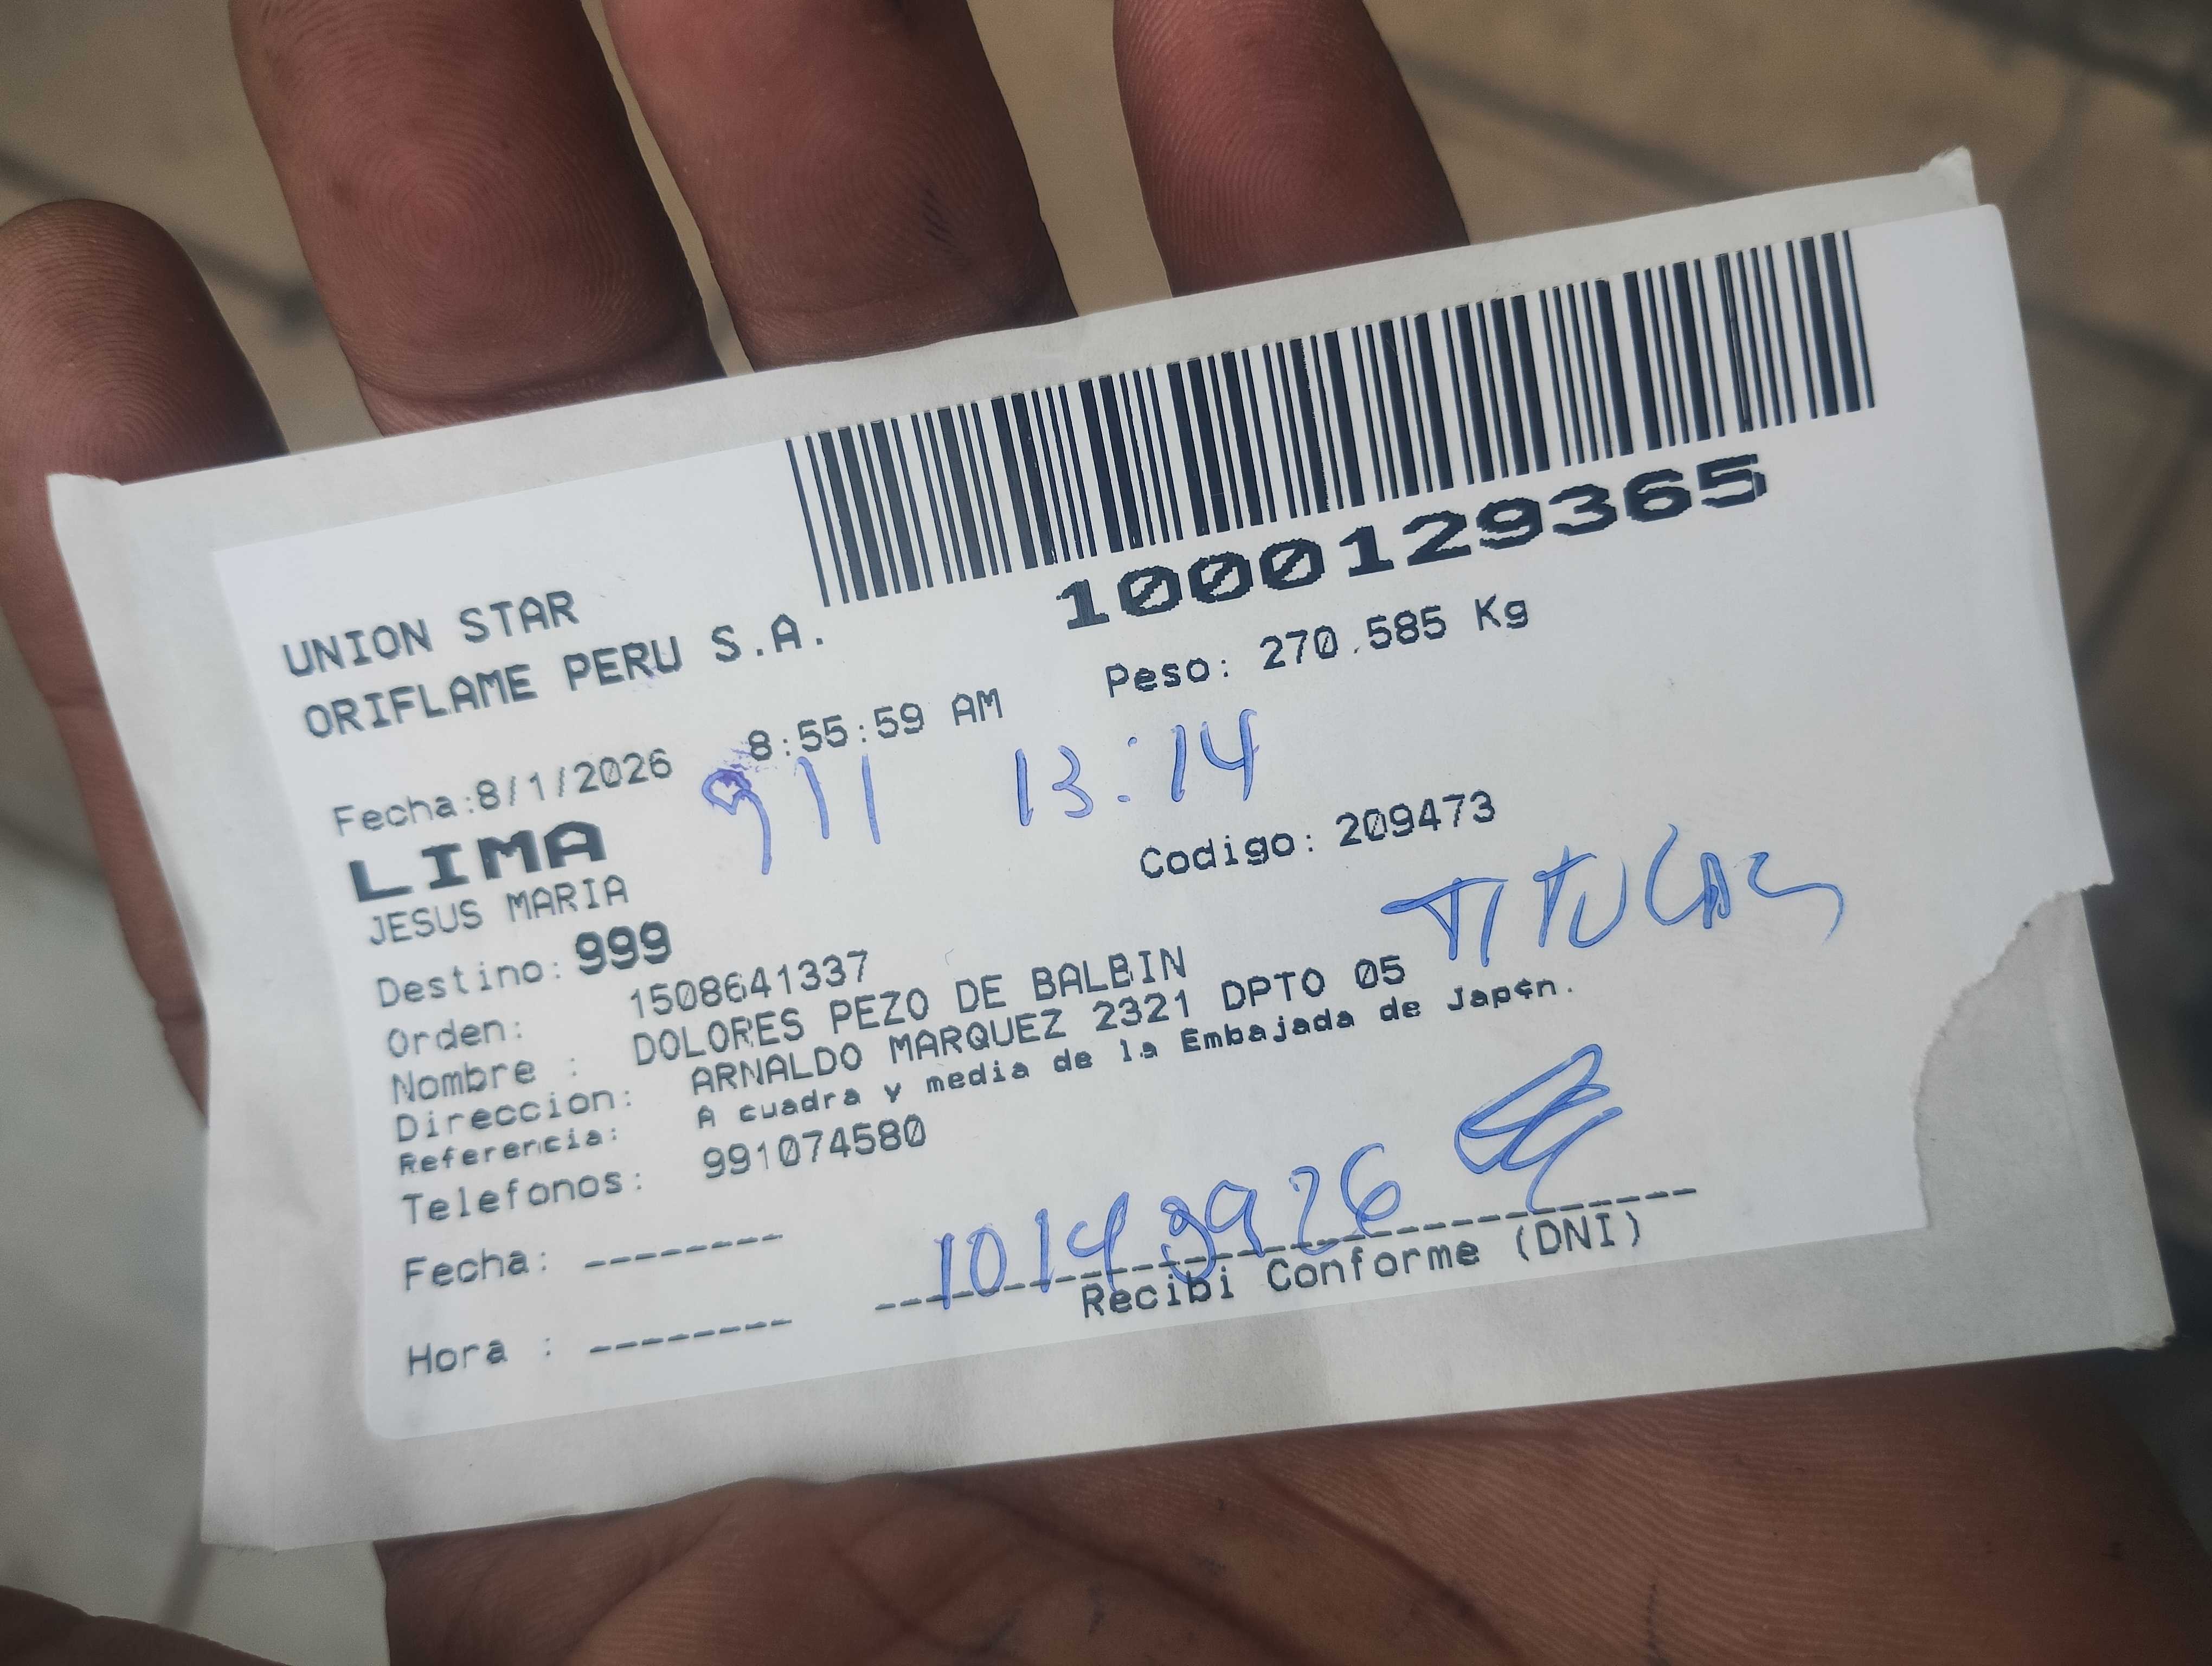 1000129365
UNION STAR
ORIFLAME PERU S.A.
Peso: 270.585 Kg
Fecha:8/1/2026 8:55:59 AM
9 11 13:14
LIMA
JESUS MARIA
Codigo: 209473
Destino: 999
TITULAR
Orden: 1508641337
Nombre : DOLORES PEZO DE BALBIN
Direccion: ARNALDO MARQUEZ 2321 DPTO 05
Referencia: A cuadra y media de la Embajada de Jap¢n.
Telefonos: 991074580
Fecha: --------
Hora : --------
Recibi Conforme (DNI)